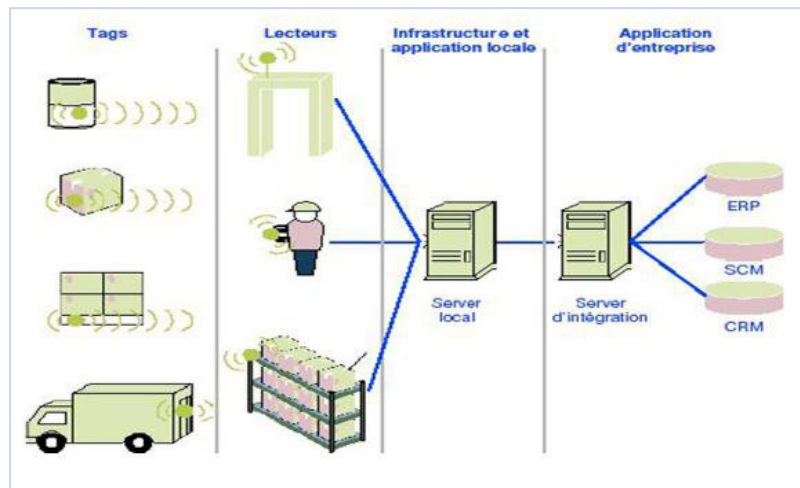 Tags
Lecteurs
Infrastructure et
application locale
Application
d'entreprise
ERP
SCM
CRM
Server
local
Server
d'intégration